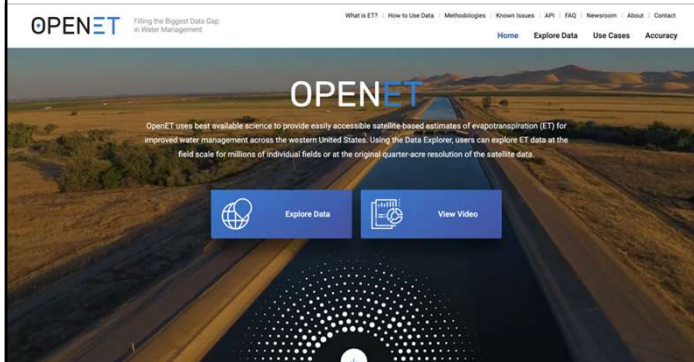 OPENET
Filling the Biggest Data Gap
in Water Management
What is ET? | How to Use Data | Methodologies | Known Issues | API | FAQ | Newsroom | About | Contact
Home Explore Data Use Cases Accuracy
OPENET
OpenET uses best available science to provide easily accessible satellite-based estimates of evapotranspiration (ET) for
improved water management across the western United States. Using the Data Explorer, users can explore ET data at the
field scale for millions of individual fields or at the original quarter-acre resolution of the satellite data.
Explore Data
View Video